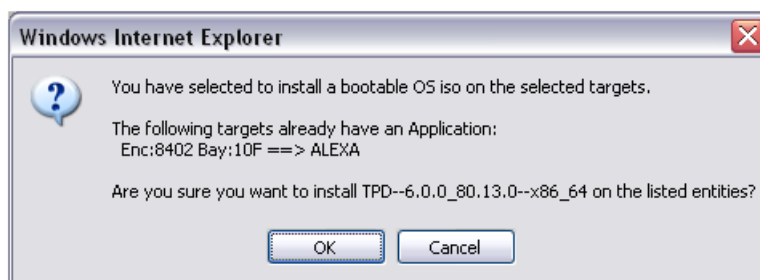 Windows Internet Explorer
You have selected to install a bootable OS iso on the selected targets.
The following targets already have an Application:
Enc:8402 Bay:10F ==> ALEXA
Are you sure you want to install TPD--6.0.0_80.13.0--x86_64 on the listed entities?
OK
Cancel